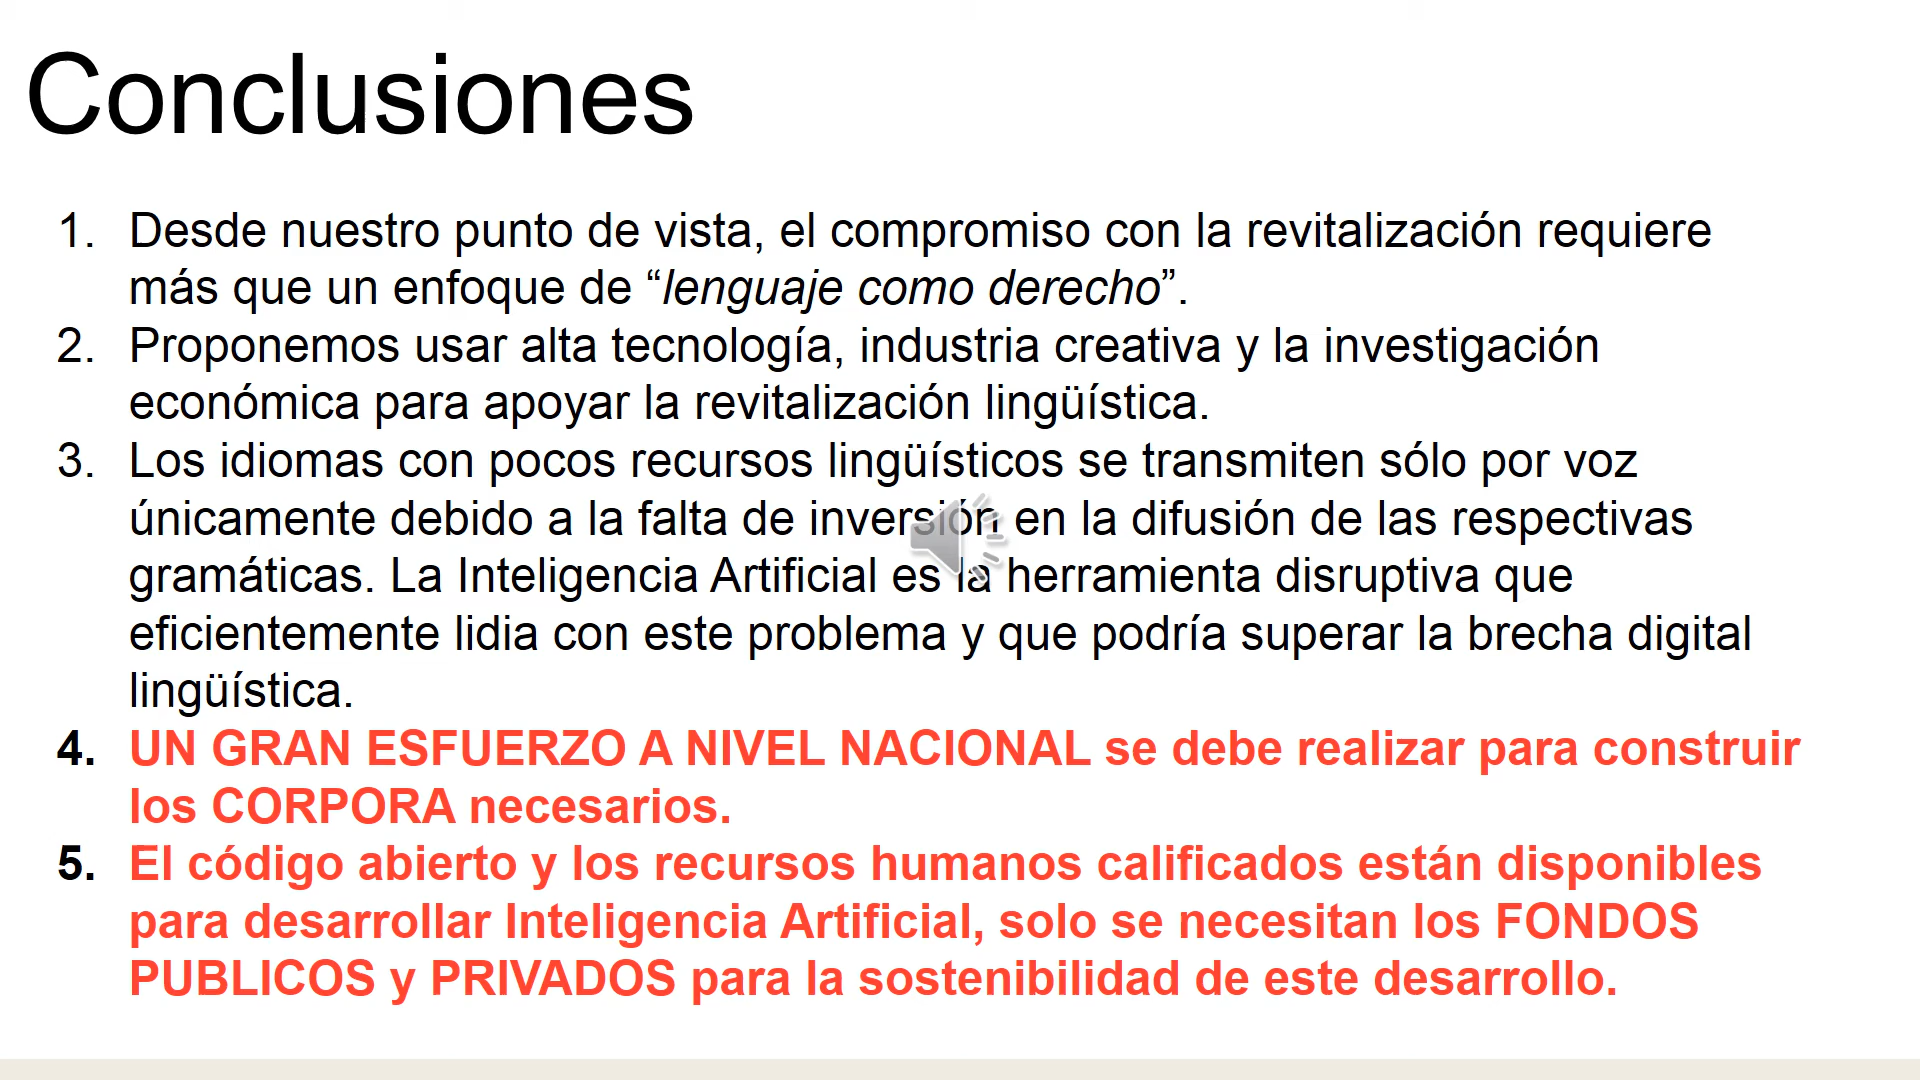 Conclusiones
1. Desde nuestro punto de vista, el compromiso con la revitalización requiere
más que un enfoque de “lenguaje como derecho”.
2. Proponemos usar alta tecnología, industria creativa y la investigación
económica para apoyar la revitalización lingüística.
3. Los idiomas con pocos recursos lingüísticos se transmiten sólo por voz
únicamente debido a la falta de inversión en la difusión de las respectivas
gramáticas. La Inteligencia Artificial es la herramienta disruptiva que
eficientemente lidia con este problema y que podría superar la brecha digital
lingüística.
4. UN GRAN ESFUERZO A NIVEL NACIONAL se debe realizar para construir
los CORPORA necesarios.
5. El código abierto y los recursos humanos calificados están disponibles
para desarrollar Inteligencia Artificial, solo se necesitan los FONDOS
PUBLICOS y PRIVADOS para la sostenibilidad de este desarrollo.